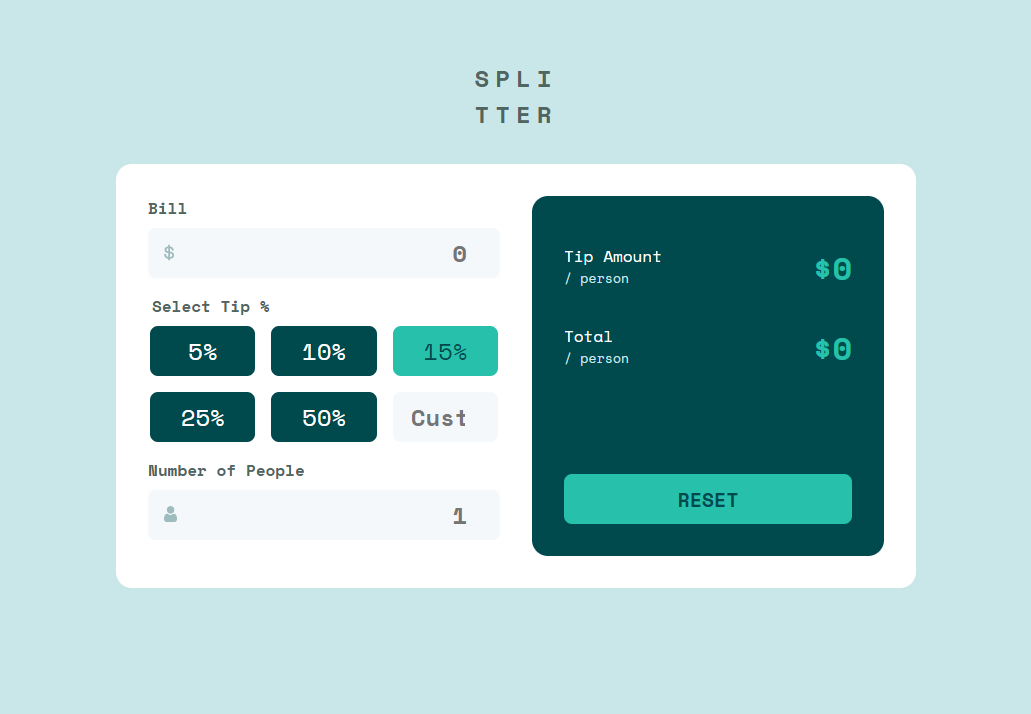 SPLI
TTER
Bill
$ 0
Select Tip %
5% 10% 15%
25% 50% Cust
Number of People
1
Tip Amount
/ person
$0
Total
/ person
$0
RESET